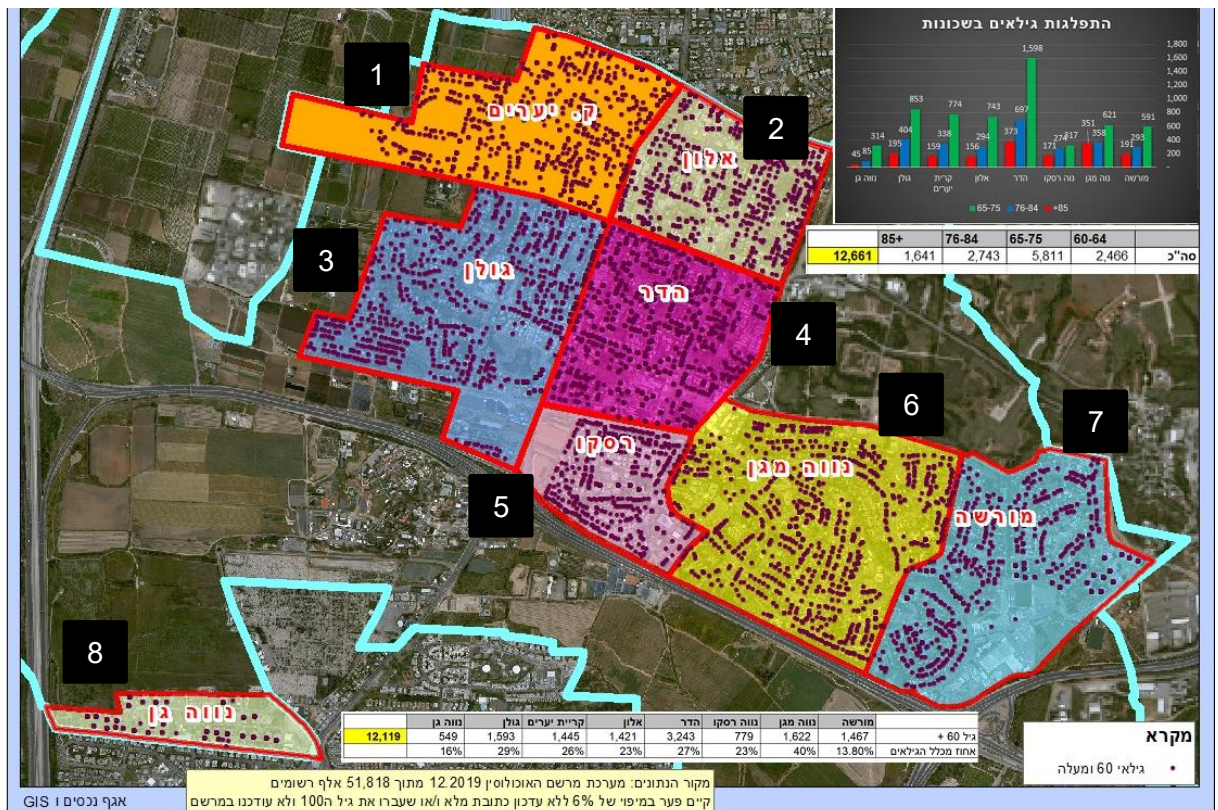 התפלגות גילאים בשכונות
1,800
1,600
1,400
1,200
1,000
800
600
400
200
-
45 85 314
195 404 853
159 338 774
156 294 743
373 697 1,598
171 274 317
351 358 621
191 293 591
נווה גן גולן קרית יערים אלון הדר נוה רסקו נוה מגן מורשה
65-75 76-84 +85
85+ 76-84 65-75 60-64
12,661 1,641 2,743 5,811 2,466 סה"כ
1
ק. יערים
2
אלון
3
גולן
הדר
4
5
רסקו
6
נווה מגן
7
מורשה
8
נווה גן
מורשה נווה מגן נווה רסקו הדר אלון קריית יערים גולן נווה גן
גיל 60 + 1,467 1,622 779 3,243 1,421 1,445 1,593 549 12,119
אחוז מכלל הגילאים 13.80% 40% 23% 27% 23% 26% 29% 16%
מקרא
גילאי 60 ומעלה
מקור הנתונים: מערכת מרשם האוכולוסין 12.2019 מתוך 51,818 אלף רשומים
קיים פער במיפוי של 6% ללא עדכון כתובת מלא ו/או שעברו את גיל ה100 ולא עודכנו במרשם
אגף נכסים ו GIS